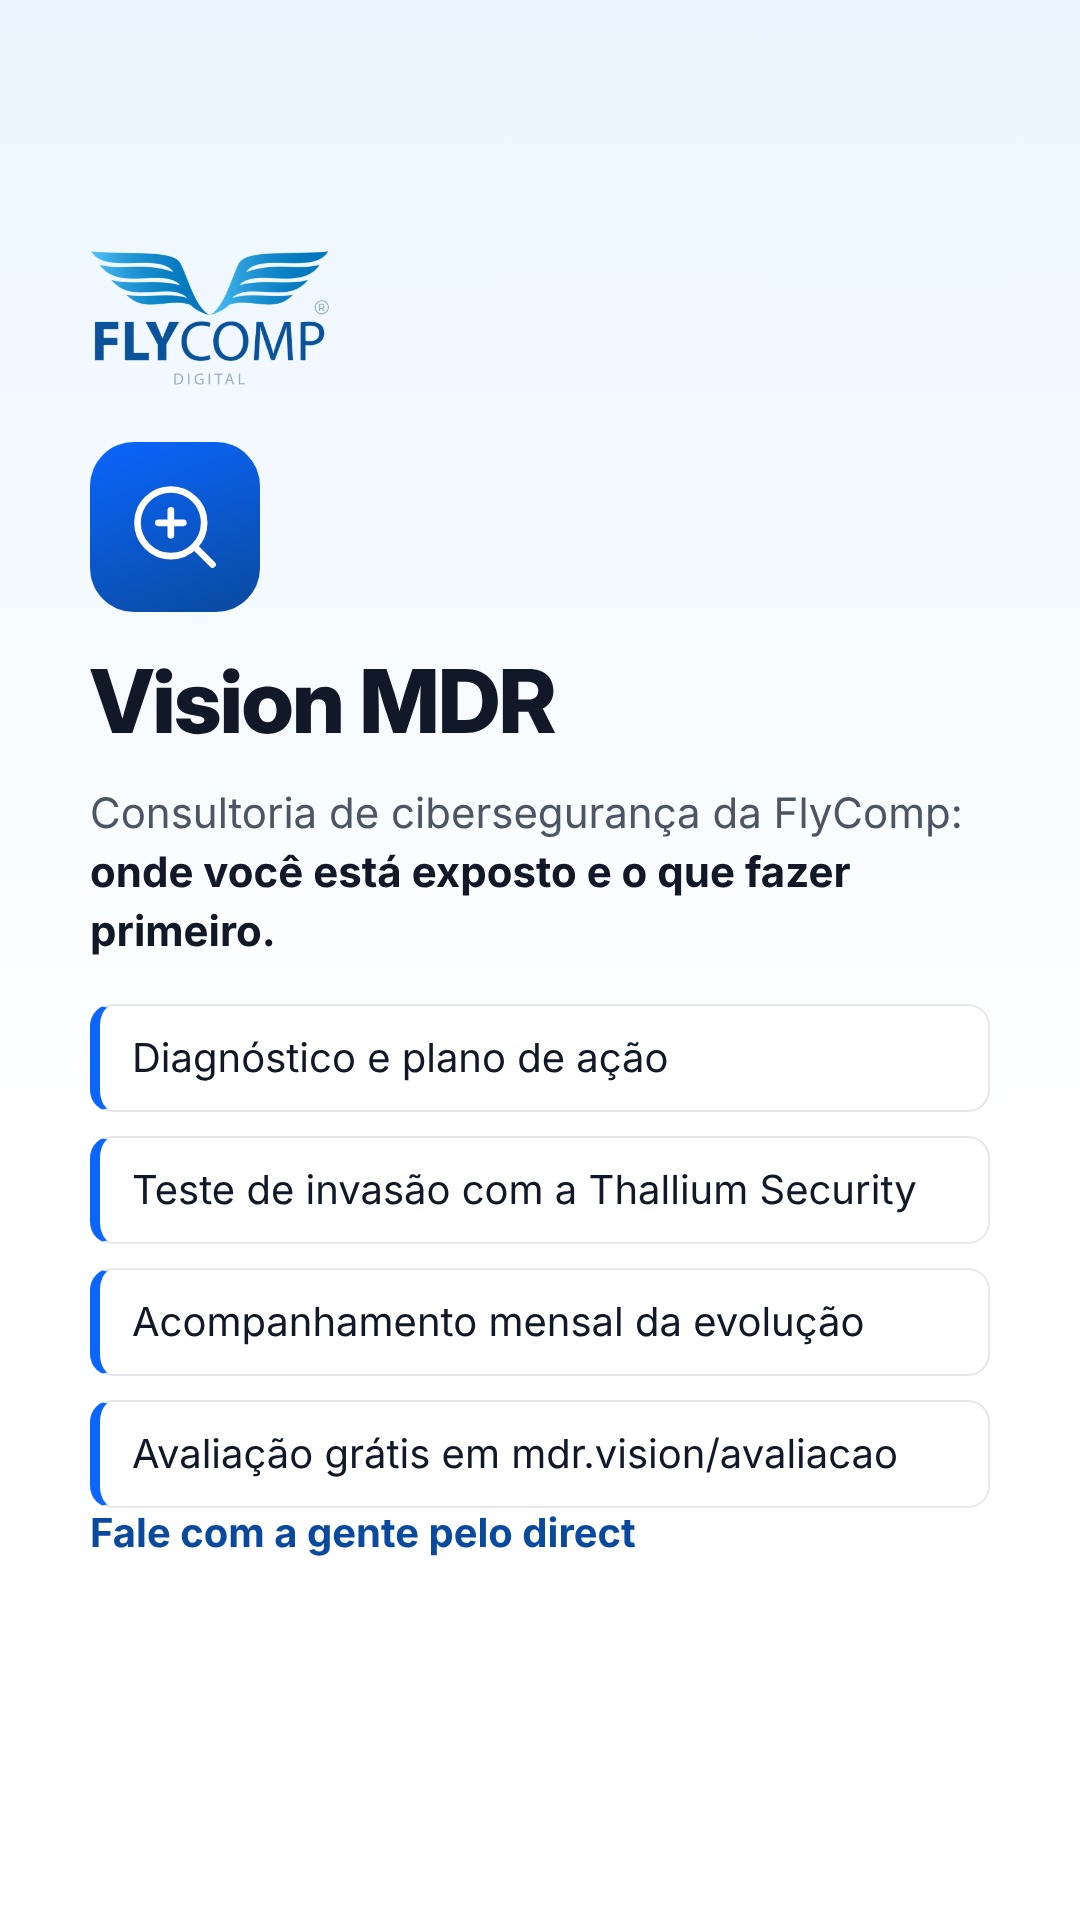 FLYCOMP®
DIGITAL
Vision MDR
Consultoria de cibersegurança da FlyComp:
onde você está exposto e o que fazer
primeiro.
Diagnóstico e plano de ação
Teste de invasão com a Thallium Security
Acompanhamento mensal da evolução
Avaliação grátis em mdr.vision/avaliacao
Fale com a gente pelo direct